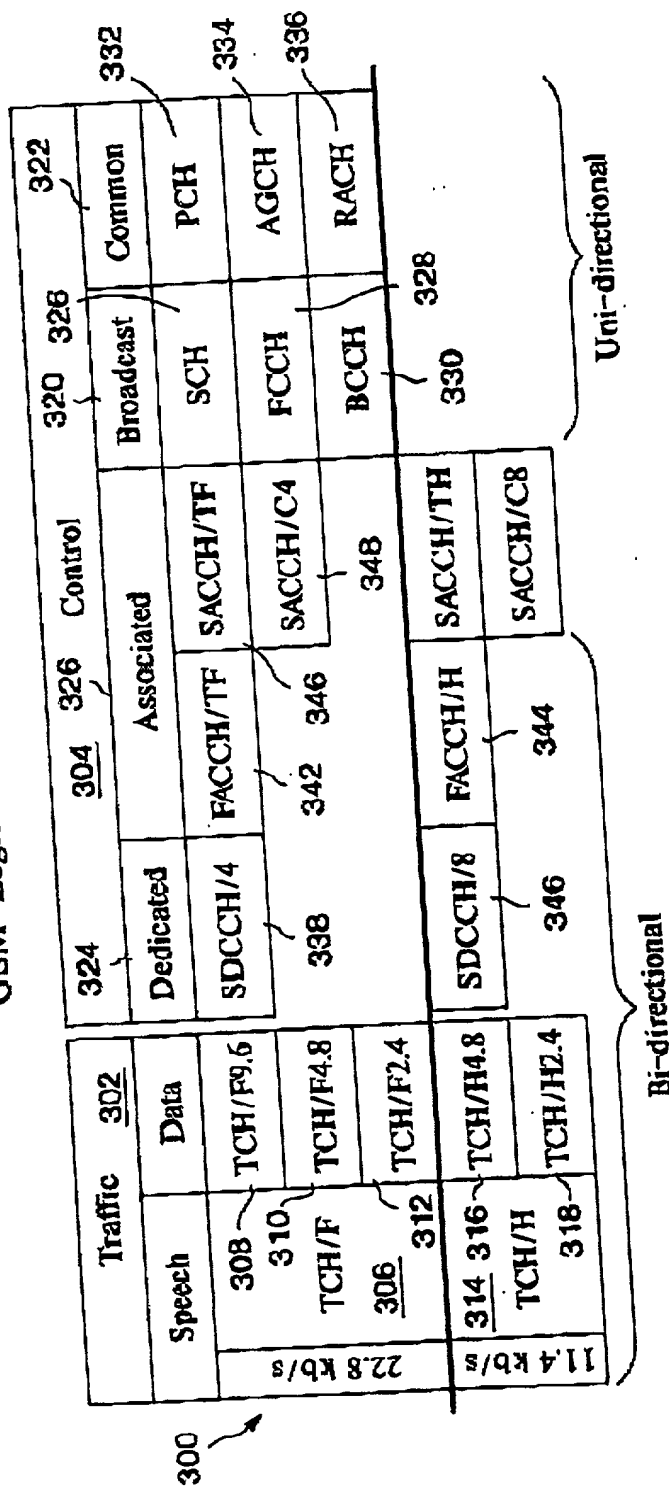 GSM
Traffic 302
304 Control
320
322
324
326
326
Speech
Data
Dedicated
Associated
Broadcast
Common
22.8 kb/s
TCH/F
306
308
310
312
TCH/F9.6
TCH/F4.8
TCH/F2.4
SDCCH/4
338
FACCH/TF
342
SACCH/TF
346
SACCH/C4
348
SCH
FCCH
328
BCCH
330
PCH
332
AGCH
334
RACH
336
300
11.4 kb/s
314
316
TCH/H
318
TCH/H4.8
TCH/H2.4
SDCCH/8
346
FACCH/H
344
SACCH/TH
SACCH/C8
Bi-directional
Uni-directional